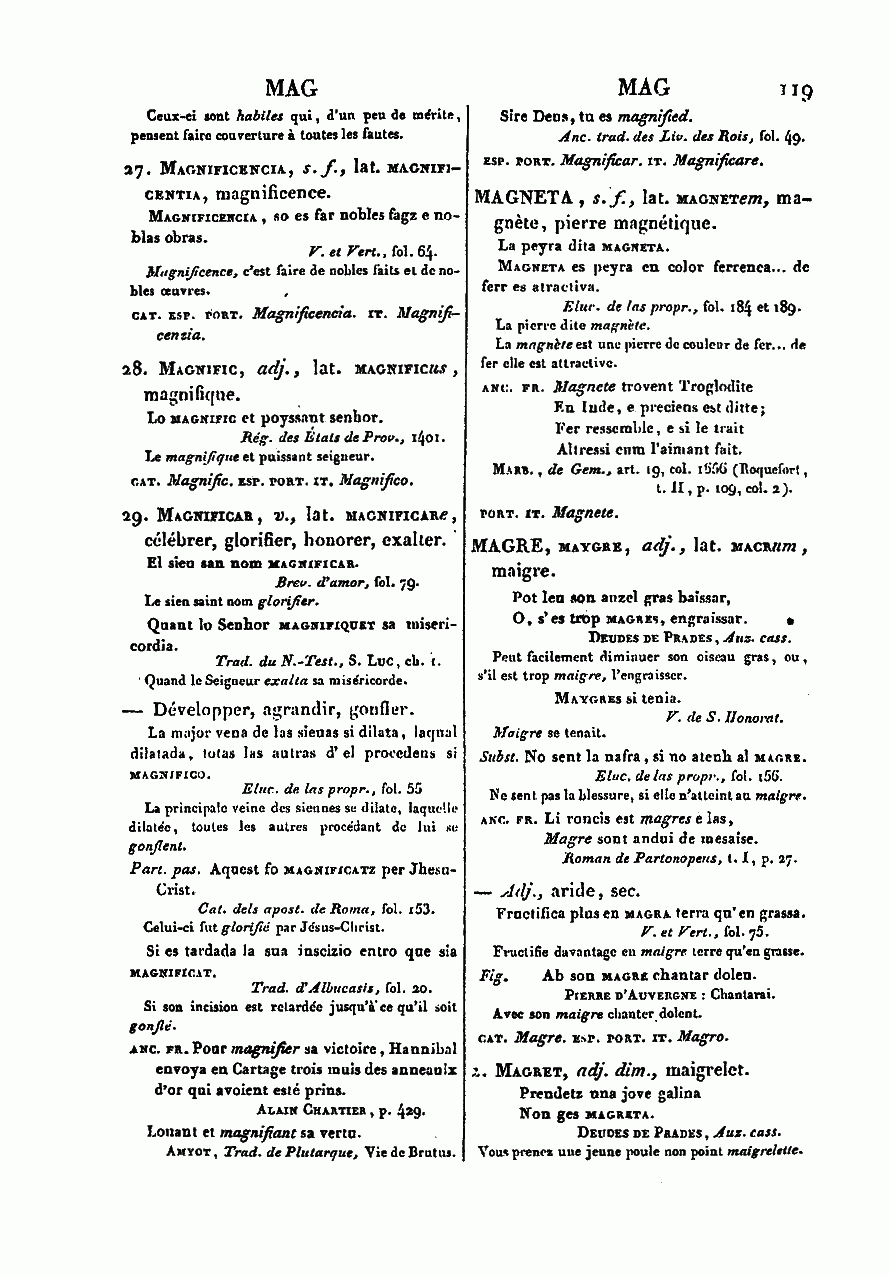 MAG
MAG
119
Ceux-ci sont habiles qui, d'un peu de mérite,
pensent faire couverture à toutes les fautes.
27. Magnificencia, s. f., lat. magnifi-
centia, magnificence.
Magnificencia, so es far nobles fagz e no-
blas obras.
V. et Vert., fol. 64.
Magnificence, c'est faire de nobles faits et de no-
bles œuvres.
cat. esp. port. Magnificencia. it. Magnifi-
cenzia.
28. Magnific, adj., lat. magnificus,
magnifique.
Lo magnific et poyssant senhor.
Rég. des États de Prov., 1401.
Le magnifique et puissant seigneur.
cat. Magnific. esp. port. it. Magnifico.
29. Magnificar, v., lat. magnificare,
célébrer, glorifier, honorer, exalter.
El sieu san nom magnificar.
Brev. d'amor, fol. 79.
Le sien saint nom glorifier.
Quant lo Senhor magnifiquet sa miseri-
cordia.
Trad. du N.-Test., S. Luc, ch. 1.
Quand le Seigneur exalta sa miséricorde.
— Développer, agrandir, gonfler.
La major vena de las sienas si dilata, laqual
dilatada, totas las autras d'el procedens si
magnifico.
Eluc. de las propr., fol. 55
La principale veine des siennes se dilate, laquelle
dilatée, toutes les autres procédant de lui se
gonflent.
Part. pas. Aquest fo magnificatz per Jhesu-
Crist.
Cat. dels apost. de Roma, fol. 153.
Celui-ci fut glorifié par Jésus-Christ.
Si es tardada la sua inscizio entro que sia
magnificat.
Trad. d'Albucasis, fol. 20.
Si son incision est retardée jusqu'à ce qu'il soit
gonflé.
anc. fr. Pour magnifier sa victoire, Hannibal
envoya en Cartage trois muis des anneaulx
d'or qui avoient esté prins.
Alain Chartier, p. 429.
Louant et magnifiant sa vertu.
Amyot, Trad. de Plutarque, Vie de Brutus.
Sire Deus, tu es magnified.
Anc. trad. des Liv. des Rois, fol. 49.
esp. port. Magnificar. it. Magnificare.
MAGNETA, s. f., lat. magnetem, ma-
gnète, pierre magnétique.
La peyra dita magneta.
Magneta es peyra en color ferrenca... de
ferr es atractiva.
Eluc. de las propr., fol. 184 et 189.
La pierre dite magnète.
La magnète est une pierre de couleur de fer... de
fer elle est attractive.
anc. fr. Magnete trovent Troglodite
En Inde, e preciens est ditte;
Fer ressemble, e si le trait
Altressi cum l'aimant fait.
Marb., de Gem., art. 19, col. 1656 (Roquefort,
t. II, p. 109, col. 2).
port. it. Magnete.
MAGRE, maygre, adj., lat. macrum,
maigre.
Pot leu son auzel gras baissar,
O, s'es trop magres, engraissar.
Deudes de Prades, Auz. cass.
Peut facilement diminuer son oiseau gras, ou,
s'il est trop maigre, l'engraisser.
Maygres si tenia.
V. de S. Honorat.
Maigre se tenait.
Subst. No sent la nafra, si no atenh al magre.
Eluc. de las propr., fol. 156.
Ne sent pas la blessure, si elle n'atteint au maigre.
anc. fr. Li roncis est magres e las,
Magre sont andui de mesaise.
Roman de Partonopeus, t. I, p. 27.
— Adj., aride, sec.
Fructifica plus en magra terra qu'en grassa.
V. et Vert., fol. 75.
Fructifie davantage en maigre terre qu'en grasse.
Fig. Ab son magre chantar dolen.
Pierre d'Auvergne: Chantarai.
Avec son maigre chanter dolent.
cat. Magre. esp. port. it. Magro.
2. Magret, adj. dim., maigrelet.
Prendetz una jove galina
Non ges magreta.
Deudes de Prades, Auz. cass.
Vous prenez une jeune poule non point maigrelette.